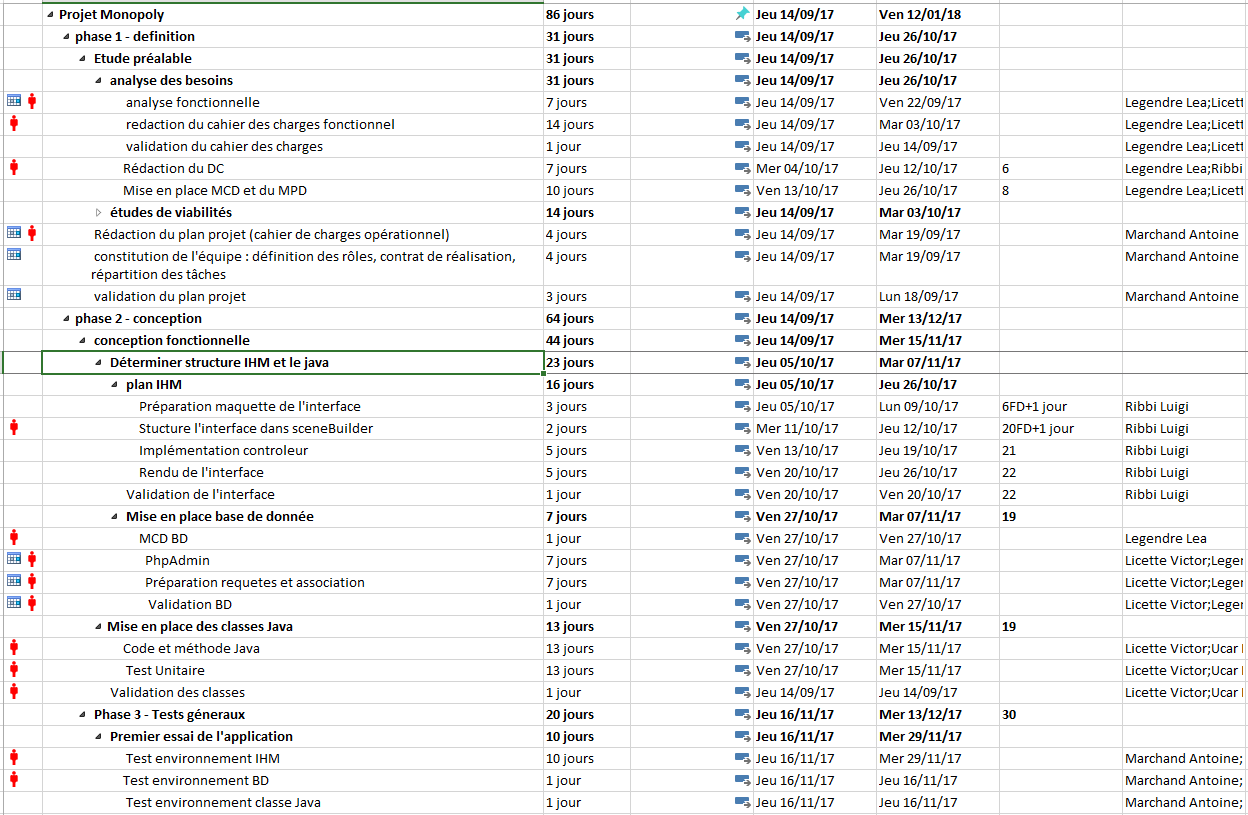 Projet Monopoly 86 jours Jeu 14/09/17 Ven 12/01/18
phase 1 - definition 31 jours Jeu 14/09/17 Jeu 26/10/17
Etude préalable 31 jours Jeu 14/09/17 Jeu 26/10/17
analyse des besoins 31 jours Jeu 14/09/17 Jeu 26/10/17
analyse fonctionnelle 7 jours Jeu 14/09/17 Ven 22/09/17 Legendre Lea;Licett
redaction du cahier des charges fonctionnel 14 jours Jeu 14/09/17 Mar 03/10/17 Legendre Lea;Licett
validation du cahier des charges 1 jour Jeu 14/09/17 Jeu 14/09/17 Legendre Lea;Licett
Rédaction du DC 7 jours Mer 04/10/17 Jeu 12/10/17 6 Legendre Lea;Ribbi
Mise en place MCD et du MPD 10 jours Ven 13/10/17 Jeu 26/10/17 8 Legendre Lea;Licett
études de viabilités 14 jours Jeu 14/09/17 Mar 03/10/17
Rédaction du plan projet (cahier de charges opérationnel) 4 jours Jeu 14/09/17 Mar 19/09/17 Marchand Antoine
constitution de l'équipe : définition des rôles, contrat de réalisation, 4 jours Jeu 14/09/17 Mar 19/09/17 Marchand Antoine
répartition des tâches
validation du plan projet 3 jours Jeu 14/09/17 Lun 18/09/17 Marchand Antoine
phase 2 - conception 64 jours Jeu 14/09/17 Mer 13/12/17
conception fonctionnelle 44 jours Jeu 14/09/17 Mer 15/11/17
Déterminer structure IHM et le java 23 jours Jeu 05/10/17 Mar 07/11/17
plan IHM 16 jours Jeu 05/10/17 Jeu 26/10/17
Préparation maquette de l'interface 3 jours Jeu 05/10/17 Lun 09/10/17 6FD+1 jour Ribbi Luigi
Stucture l'interface dans sceneBuilder 2 jours Mer 11/10/17 Jeu 12/10/17 20FD+1 jour Ribbi Luigi
Implémentation controleur 5 jours Ven 13/10/17 Jeu 19/10/17 21 Ribbi Luigi
Rendu de l'interface 5 jours Ven 20/10/17 Jeu 26/10/17 22 Ribbi Luigi
Validation de l'interface 1 jour Ven 20/10/17 Ven 20/10/17 22 Ribbi Luigi
Mise en place base de donnée 7 jours Ven 27/10/17 Mar 07/11/17 19
MCD BD 1 jour Ven 27/10/17 Ven 27/10/17 Legendre Lea
PhpAdmin 7 jours Ven 27/10/17 Mar 07/11/17 Licette Victor;Leger
Préparation requetes et association 7 jours Ven 27/10/17 Mar 07/11/17 Licette Victor;Leger
Validation BD 1 jour Ven 27/10/17 Ven 27/10/17 Licette Victor;Leger
Mise en place des classes Java 13 jours Ven 27/10/17 Mer 15/11/17 19
Code et méthode Java 13 jours Ven 27/10/17 Mer 15/11/17 Licette Victor;Ucar
Test Unitaire 13 jours Ven 27/10/17 Mer 15/11/17 Licette Victor;Ucar
Validation des classes 1 jour Jeu 14/09/17 Jeu 14/09/17 Licette Victor;Ucar
Phase 3 - Tests géneraux 20 jours Jeu 16/11/17 Mer 13/12/17 30
Premier essai de l'application 10 jours Jeu 16/11/17 Mer 29/11/17
Test environnement IHM 10 jours Jeu 16/11/17 Mer 29/11/17 Marchand Antoine;
Test environnement BD 1 jour Jeu 16/11/17 Jeu 16/11/17 Marchand Antoine;
Test environnement classe Java 1 jour Jeu 16/11/17 Jeu 16/11/17 Marchand Antoine;